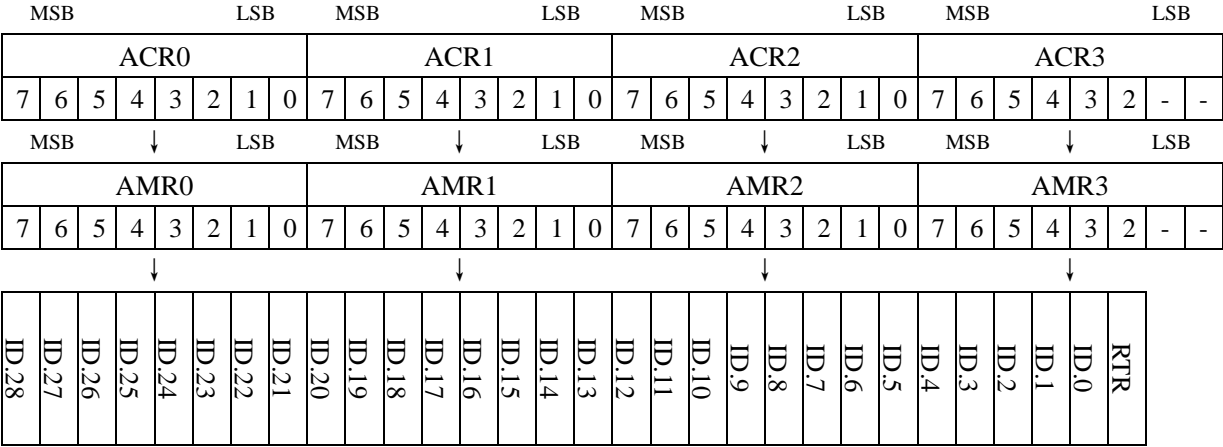 MSB LSB MSB LSB MSB LSB MSB LSB
ACR0 ACR1 ACR2 ACR3
7 6 5 4 3 2 1 0 7 6 5 4 3 2 1 0 7 6 5 4 3 2 1 0 7 6 5 4 3 2 - -
MSB ↓ LSB MSB ↓ LSB MSB ↓ LSB MSB ↓ LSB
AMR0 AMR1 AMR2 AMR3
7 6 5 4 3 2 1 0 7 6 5 4 3 2 1 0 7 6 5 4 3 2 1 0 7 6 5 4 3 2 - -
↓ ↓ ↓ ↓
ID.28 ID.27 ID.26 ID.25 ID.24 ID.23 ID.22 ID.21 ID.20 ID.19 ID.18 ID.17 ID.16 ID.15 ID.14 ID.13 ID.12 ID.11 ID.10 ID.9 ID.8 ID.7 ID.6 ID.5 ID.4 ID.3 ID.2 ID.1 ID.0 RTR